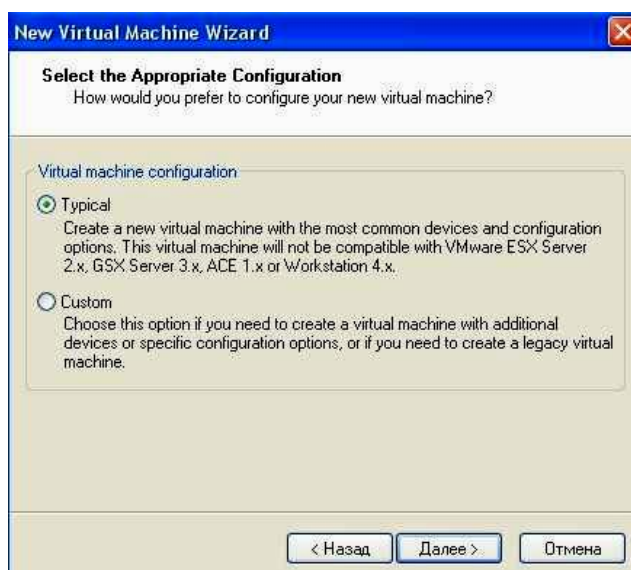 New Virtual Machine Wizard
Select the Appropriate Configuration
How would you prefer to configure your new virtual machine?
Virtual machine configuration
Typical
Create a new virtual machine with the most common devices and configuration
options. This virtual machine will not be compatible with VMware ESX Server
2.x, GSX Server 3.x, ACE 1.x or Workstation 4.x.
Custom
Choose this option if you need to create a virtual machine with additional
devices or specific configuration options, or if you need to create a legacy virtual
machine.
< Назад Далее > Отмена